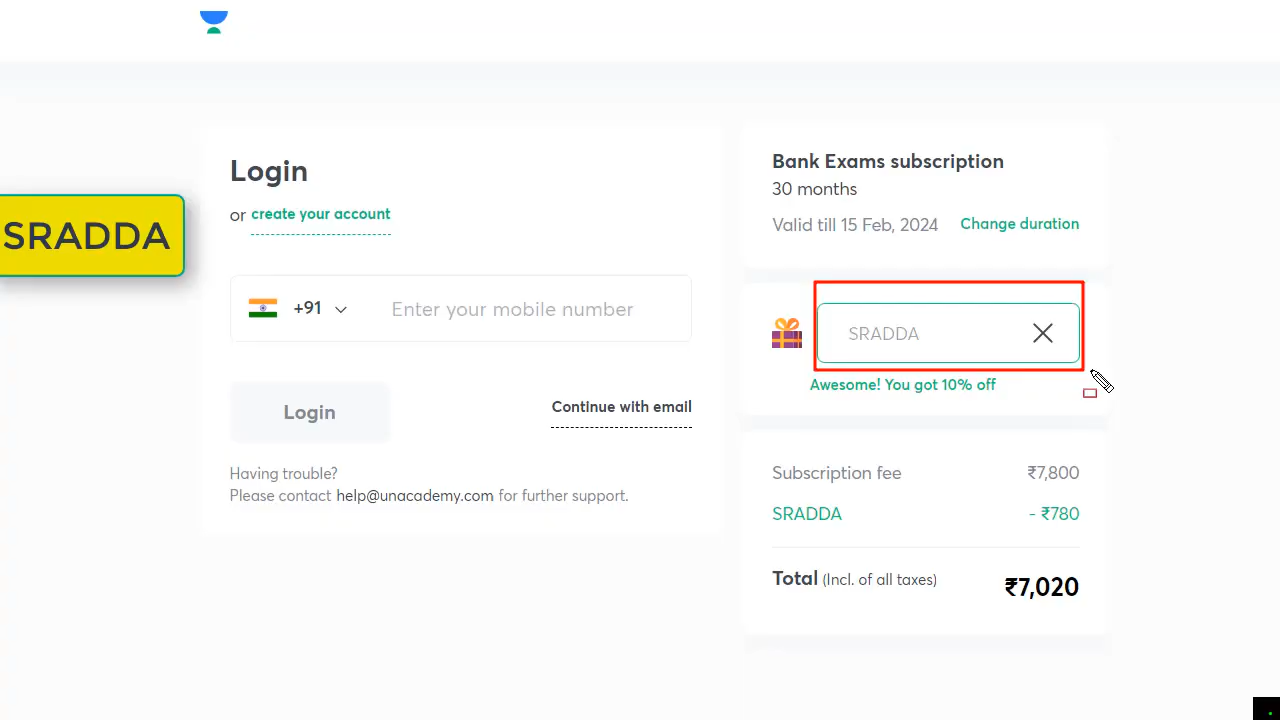 Login
or create your account
SRADDA
+91
Enter your mobile number
Login
Continue with email
Having trouble?
Please contact help@unacademy.com for further support.
Bank Exams subscription
30 months
Valid till 15 Feb, 2024
Change duration
SRADDA
Awesome! You got 10% off
Subscription fee ₹7,800
SRADDA - ₹780
Total (Incl. of all taxes) ₹7,020